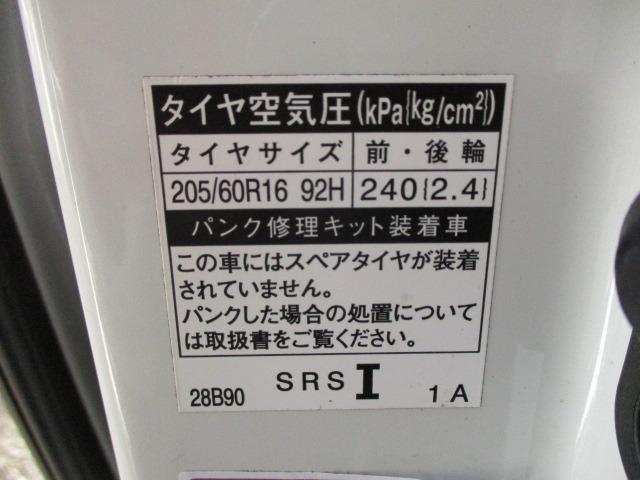 タイヤ空気圧(kPa{kg/cm²})
タイヤサイズ 前・後輪
205/60R16 92H 240{2.4}
パンク修理キット装着車
この車にはスペアタイヤが装着
されていません。
パンクした場合の処置について
は取扱書をご覧ください。
28B90 SRS I 1A